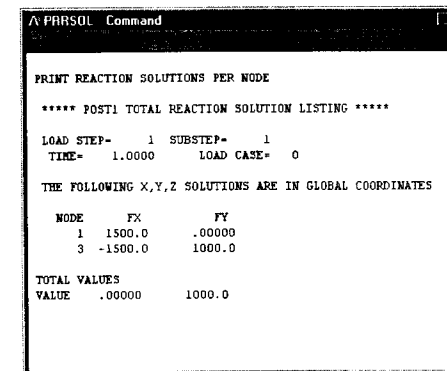 PRRSOL Command
PRINT REACTION SOLUTIONS PER NODE
***** POST1 TOTAL REACTION SOLUTION LISTING *****
LOAD STEP= 1 SUBSTEP= 1
TIME= 1.0000 LOAD CASE= 0
THE FOLLOWING X,Y,Z SOLUTIONS ARE IN GLOBAL COORDINATES
NODE FX FY
1 1500.0 .00000
3 -1500.0 1000.0
TOTAL VALUES
VALUE .00000 1000.0